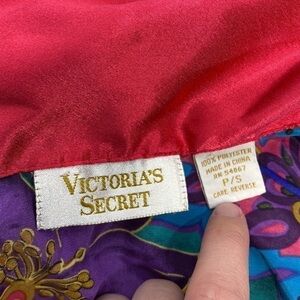 VICTORIA'S
SECRET
100% POLYESTER
MADE IN CHINA
RN 54867
P/S
CARE REVERSE